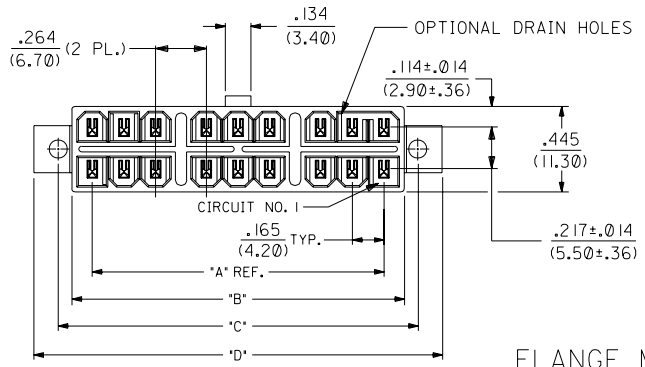 .134
(3.40)
OPTIONAL DRAIN HOLES
.264
(6.70) (2 PL.)
.114±.014
(2.90±.36)
.445
(11.30)
CIRCUIT NO. 1
.165
(4.20) TYP.
.217±.014
(5.50±.36)
"A" REF.
"B"
"C"
"D"
FLANGE M